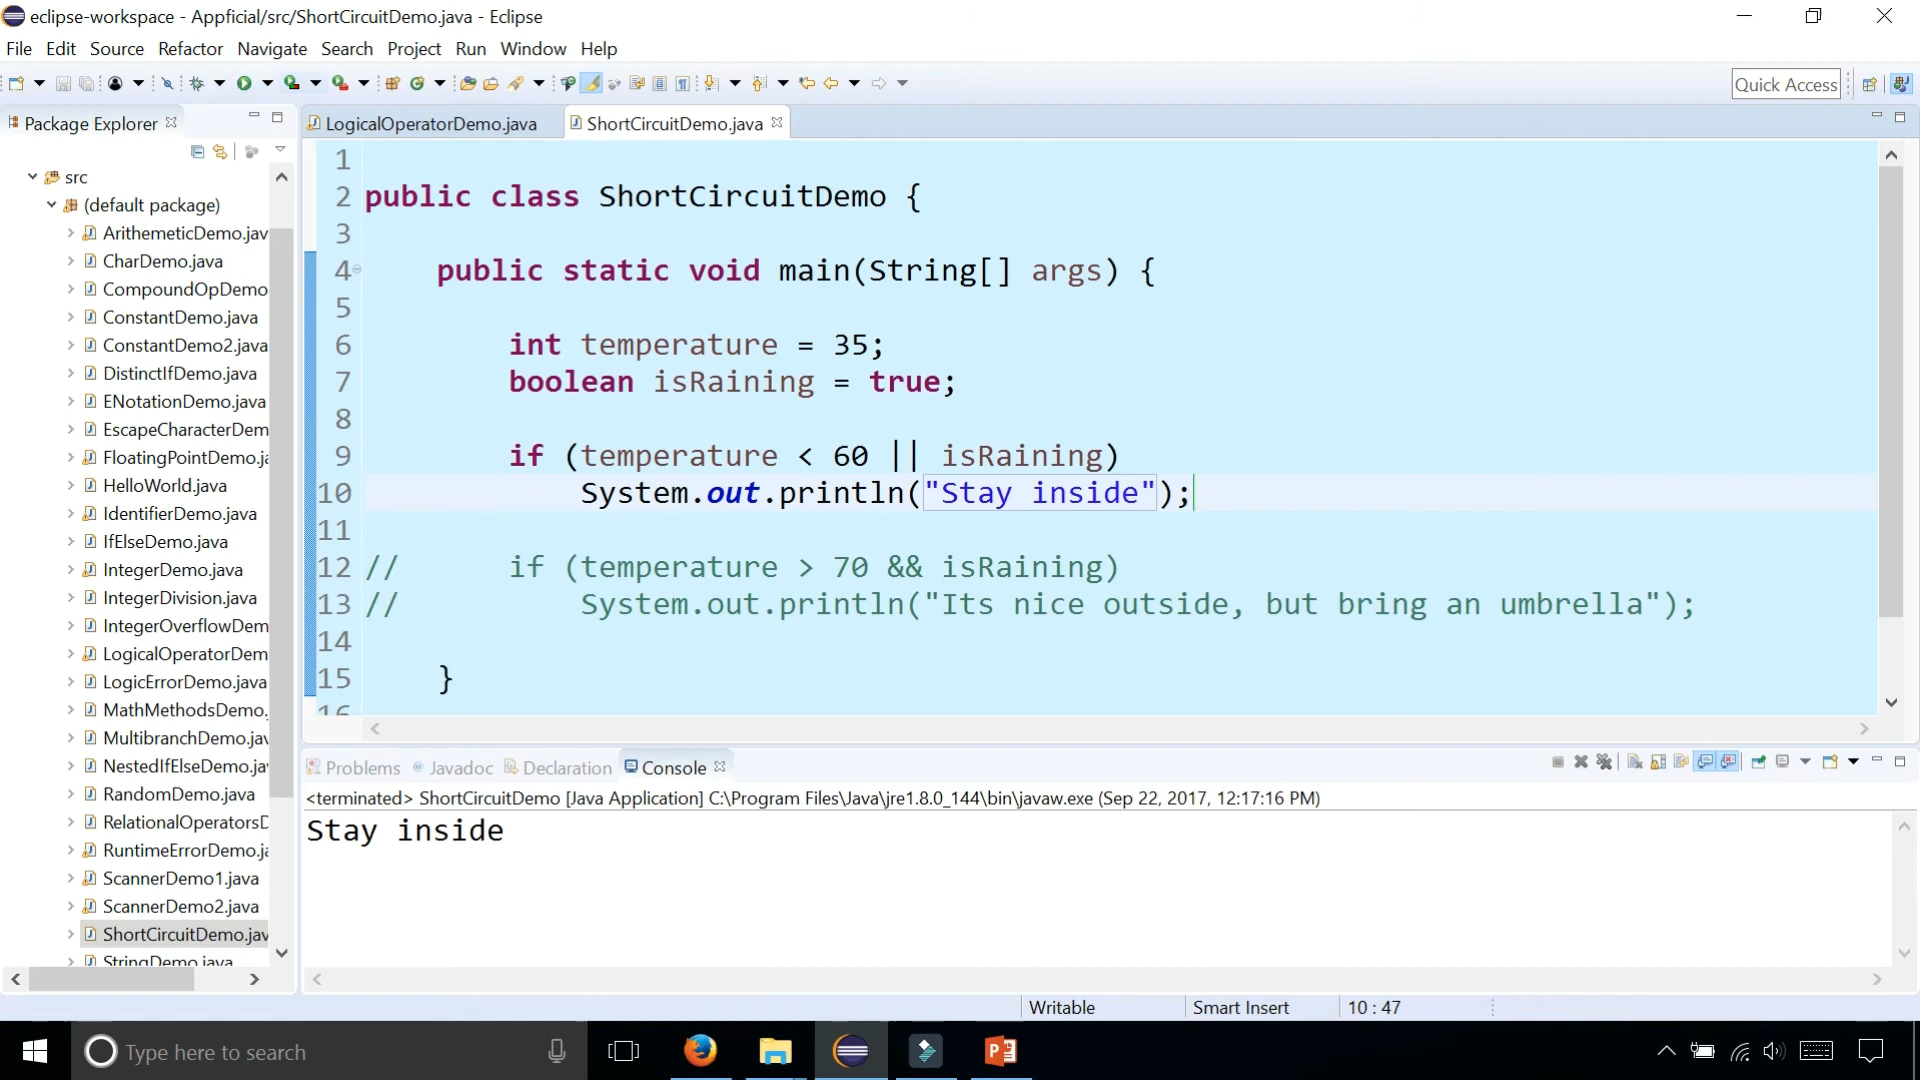 eclipse-workspace - Appficial/src/ShortCircuitDemo.java - Eclipse
File Edit Source Refactor Navigate Search Project Run Window Help
Quick Access
Package Explorer
LogicalOperatorDemo.java
ShortCircuitDemo.java
src
(default package)
ArithemeticDemo.jav
CharDemo.java
CompoundOpDemo
ConstantDemo.java
ConstantDemo2.java
DistinctIfDemo.java
ENotationDemo.java
EscapeCharacterDem
FloatingPointDemo.ja
HelloWorld.java
IdentifierDemo.java
IfElseDemo.java
IntegerDemo.java
IntegerDivision.java
IntegerOverflowDem
LogicalOperatorDem
LogicErrorDemo.java
MathMethodsDemo.
MultibranchDemo.jav
NestedIfElseDemo.ja
RandomDemo.java
RelationalOperatorsD
RuntimeErrorDemo.ja
ScannerDemo1.java
ScannerDemo2.java
ShortCircuitDemo.jav
StringDemo.java
1
2 public class ShortCircuitDemo {
3
4 public static void main(String[] args) {
5
6 int temperature = 35;
7 boolean isRaining = true;
8
9 if (temperature < 60 || isRaining)
10 System.out.println("Stay inside");
11
12 // if (temperature > 70 && isRaining)
13 // System.out.println("Its nice outside, but bring an umbrella");
14
15 }
16
Problems Javadoc Declaration Console
<terminated> ShortCircuitDemo [Java Application] C:\Program Files\Java\jre1.8.0_144\bin\javaw.exe (Sep 22, 2017, 12:17:16 PM)
Stay inside
Writable Smart Insert 10 : 47
Type here to search